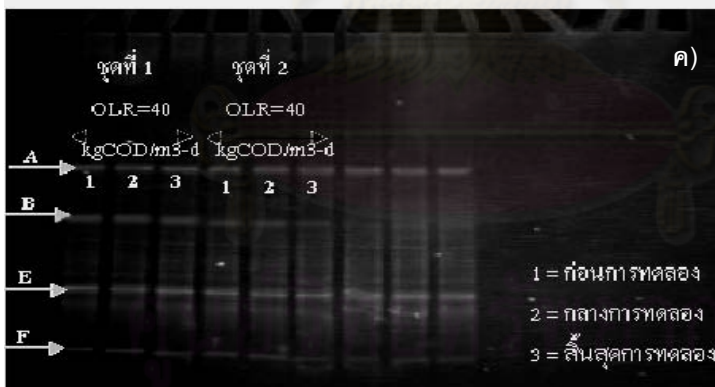 ค)
ชุดที่ 1 ชุดที่ 2
OLR=40 OLR=40
kgCOD/m3-d kgCOD/m3-d
A
1 2 3 1 2 3
B
E
1 = ก่อนการทดลอง
2 = กลางการทดลอง
F
3 = สิ้นสุดการทดลอง